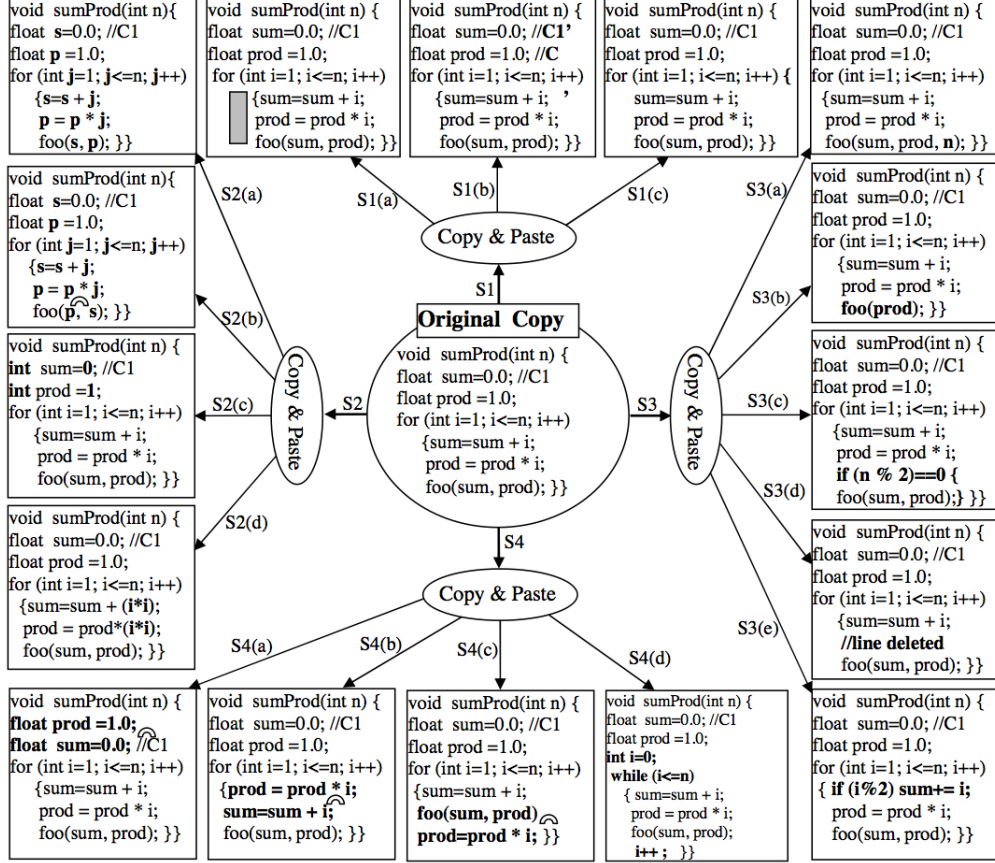 void sumProd(int n){
float s=0.0; //C1
float p =1.0;
for (int j=1; j<=n; j++)
{s=s + j;
p = p * j;
foo(s, p); }}
void sumProd(int n) {
float sum=0.0; //C1
float prod =1.0;
for (int i=1; i<=n; i++)
{sum=sum + i;
prod = prod * i;
foo(sum, prod); }}
void sumProd(int n) {
float sum=0.0; //C1’
float prod =1.0; //C
for (int i=1; i<=n; i++)
{sum=sum + i; ’
prod = prod * i;
foo(sum, prod); }}
void sumProd(int n) {
float sum=0.0; //C1
float prod =1.0;
for (int i=1; i<=n; i++) {
sum=sum + i;
prod = prod * i;
foo(sum, prod); }}
void sumProd(int n) {
float sum=0.0; //C1
float prod =1.0;
for (int i=1; i<=n; i++)
{sum=sum + i;
prod = prod * i;
foo(sum, prod, n); }}
S2(a)
S1(a)
S1(b)
S1(c)
S3(a)
Copy & Paste
S1
void sumProd(int n){
float s=0.0; //C1
float p =1.0;
for (int j=1; j<=n; j++)
{s=s + j;
p = p * j;
foo(p, s); }}
S2(b)
S3(b)
void sumProd(int n) {
float sum=0.0; //C1
float prod =1.0;
for (int i=1; i<=n; i++)
{sum=sum + i;
prod = prod * i;
foo(prod); }}
void sumProd(int n) {
int sum=0; //C1
int prod =1;
for (int i=1; i<=n; i++)
{sum=sum + i;
prod = prod * i;
foo(sum, prod); }}
S2(c)
Copy & Paste
S2
Original Copy
void sumProd(int n) {
float sum=0.0; //C1
float prod =1.0;
for (int i=1; i<=n; i++)
{sum=sum + i;
prod = prod * i;
foo(sum, prod); }}
S3
Copy & Paste
S3(c)
void sumProd(int n) {
float sum=0.0; //C1
float prod =1.0;
for (int i=1; i<=n; i++)
{sum=sum + i;
prod = prod * i;
if (n % 2)==0 {
foo(sum, prod);} }}
void sumProd(int n) {
float sum=0.0; //C1
float prod =1.0;
for (int i=1; i<=n; i++)
{sum=sum + (i*i);
prod = prod*(i*i);
foo(sum, prod); }}
S2(d)
S4
S3(d)
void sumProd(int n) {
float sum=0.0; //C1
float prod =1.0;
for (int i=1; i<=n; i++)
{sum=sum + i;
//line deleted
foo(sum, prod); }}
Copy & Paste
S4(a)
S4(b)
S4(c)
S4(d)
S3(e)
void sumProd(int n) {
float prod =1.0;
float sum=0.0; //C1
for (int i=1; i<=n; i++)
{sum=sum + i;
prod = prod * i;
foo(sum, prod); }}
void sumProd(int n) {
float sum=0.0; //C1
float prod =1.0;
for (int i=1; i<=n; i++)
{prod = prod * i;
sum=sum + i;
foo(sum, prod); }}
void sumProd(int n) {
float sum=0.0; //C1
float prod =1.0;
for (int i=1; i<=n; i++)
{sum=sum + i;
foo(sum, prod)
prod=prod * i; }}
void sumProd(int n) {
float sum=0.0; //C1
float prod =1.0;
int i=0;
while (i<=n)
{ sum=sum + i;
prod = prod * i;
foo(sum, prod);
i++ ; }}
void sumProd(int n) {
float sum=0.0; //C1
float prod =1.0;
for (int i=1; i<=n; i++)
{ if (i%2) sum+= i;
prod = prod * i;
foo(sum, prod); }}